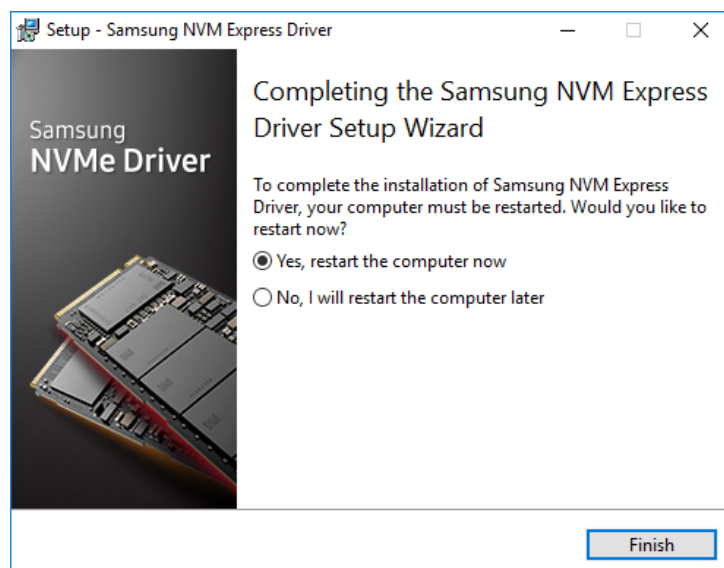 Setup - Samsung NVM Express Driver
Samsung
NVMe Driver
Completing the Samsung NVM Express
Driver Setup Wizard
To complete the installation of Samsung NVM Express
Driver, your computer must be restarted. Would you like to
restart now?
Yes, restart the computer now
No, I will restart the computer later
Finish